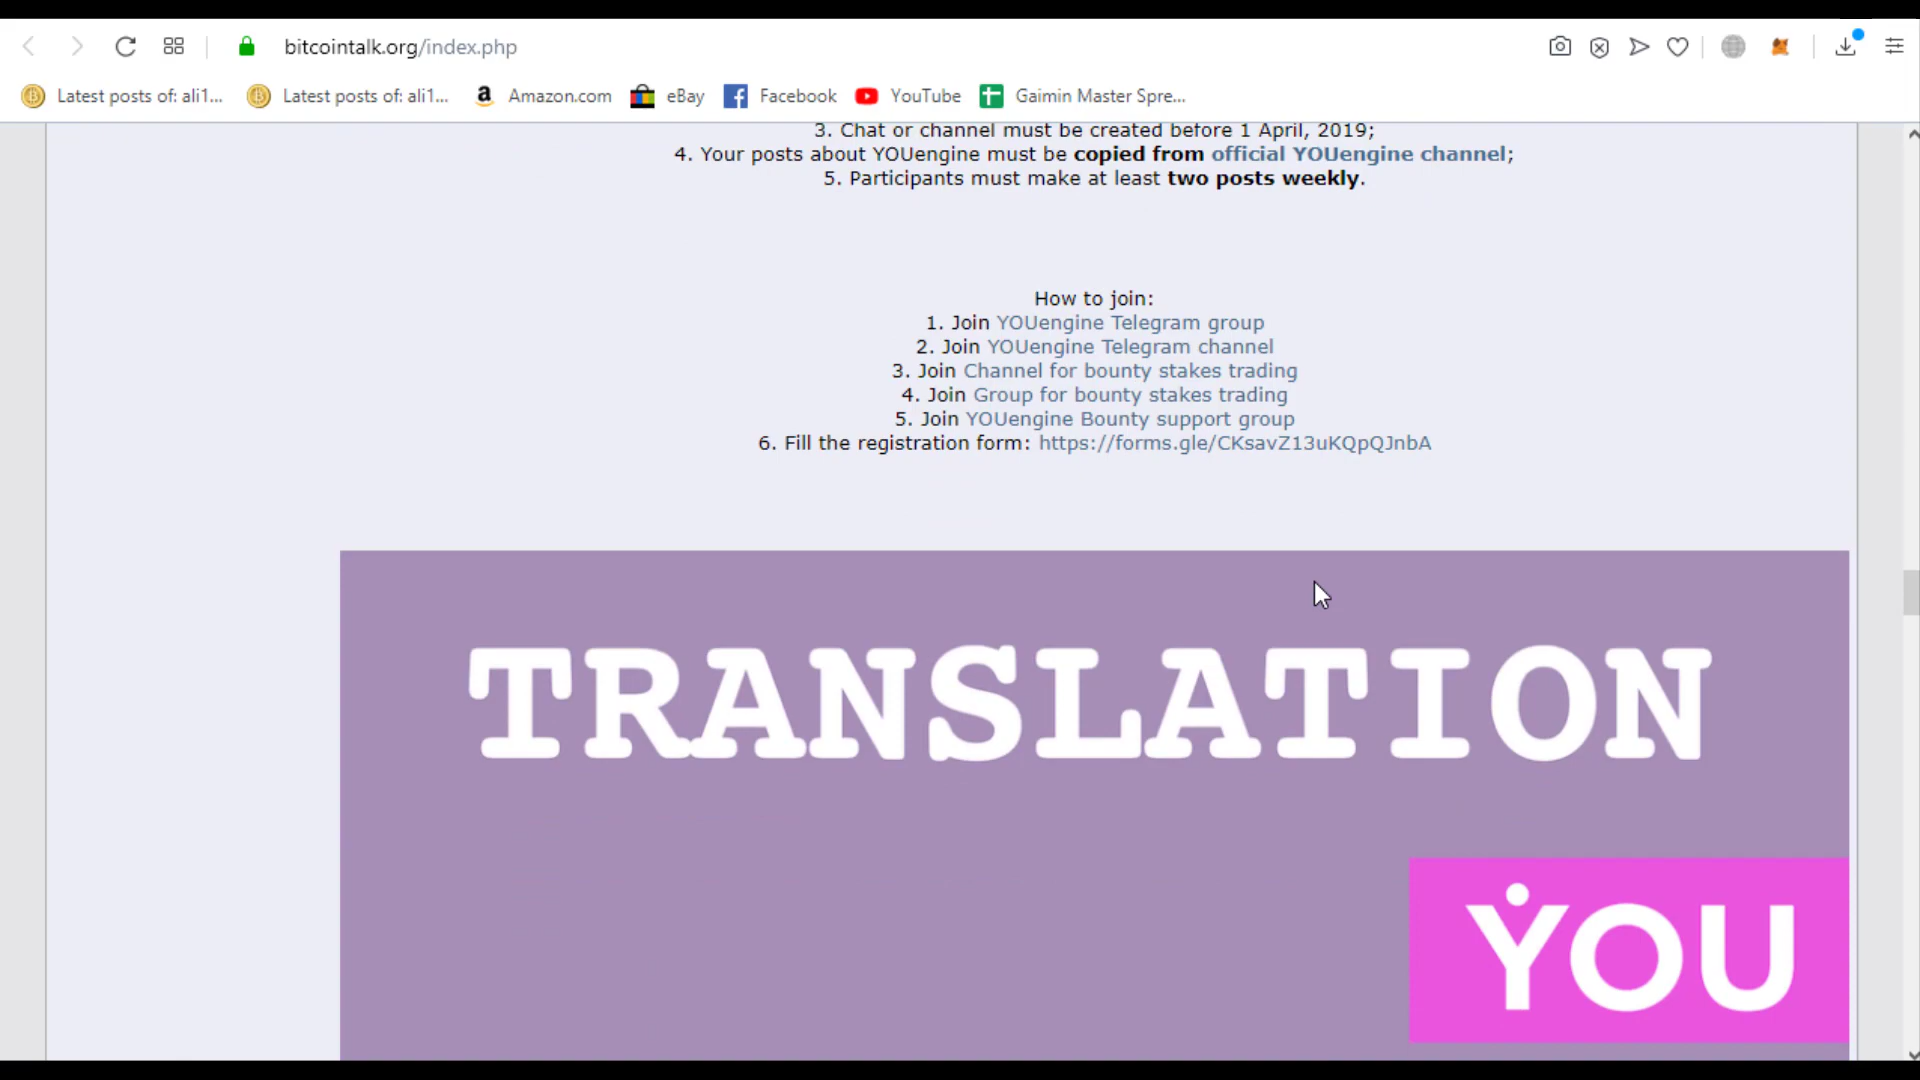 bitcointalk.org/index.php
Latest posts of: ali1... Latest posts of: ali1... Amazon.com eBay Facebook YouTube Gaimin Master Spre...
3. Chat or channel must be created before 1 April, 2019;
4. Your posts about YOUengine must be copied from official YOUengine channel;
5. Participants must make at least two posts weekly.
How to join:
1. Join YOUengine Telegram group
2. Join YOUengine Telegram channel
3. Join Channel for bounty stakes trading
4. Join Group for bounty stakes trading
5. Join YOUengine Bounty support group
6. Fill the registration form: https://forms.gle/CKsavZ13uKQpQJnbA
TRANSLATION
YOU